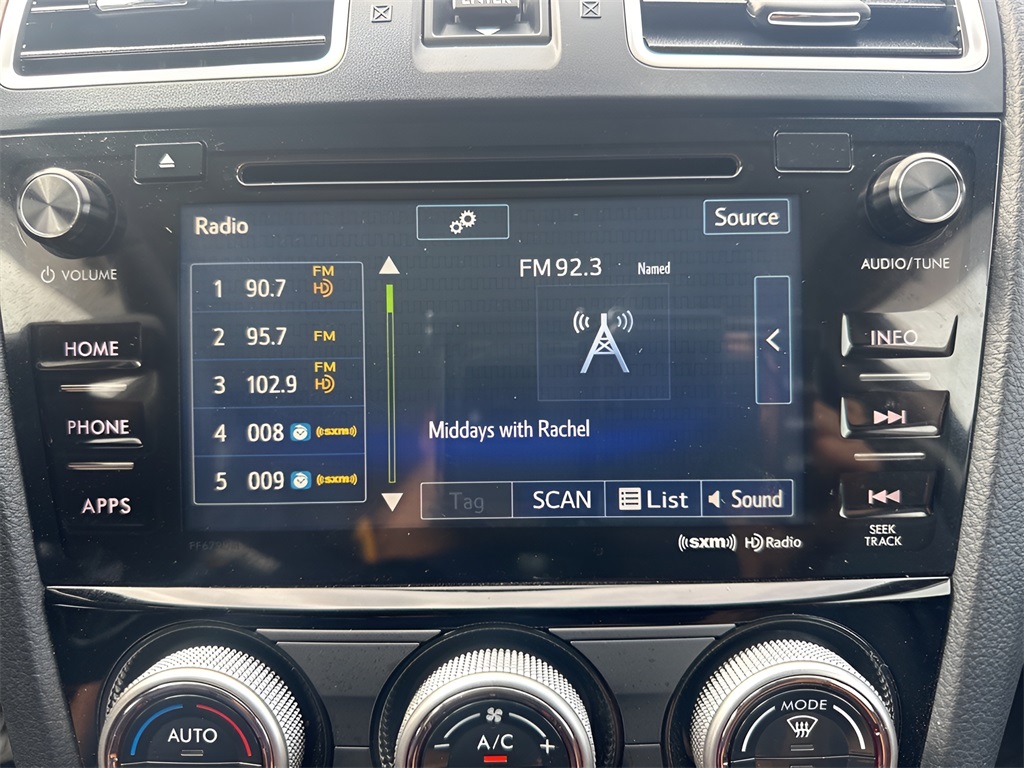 Radio
Source
FM 92.3 Named
1 90.7 FM HD
2 95.7 FM
3 102.9 FM HD
4 008 ((sxm))
5 009 ((sxm))
Middays with Rachel
Tag SCAN List Sound
((sxm)) HD Radio
VOLUME
HOME
PHONE
APPS
AUDIO/TUNE
INFO
SEEK
TRACK
AUTO
- A/C +
MODE